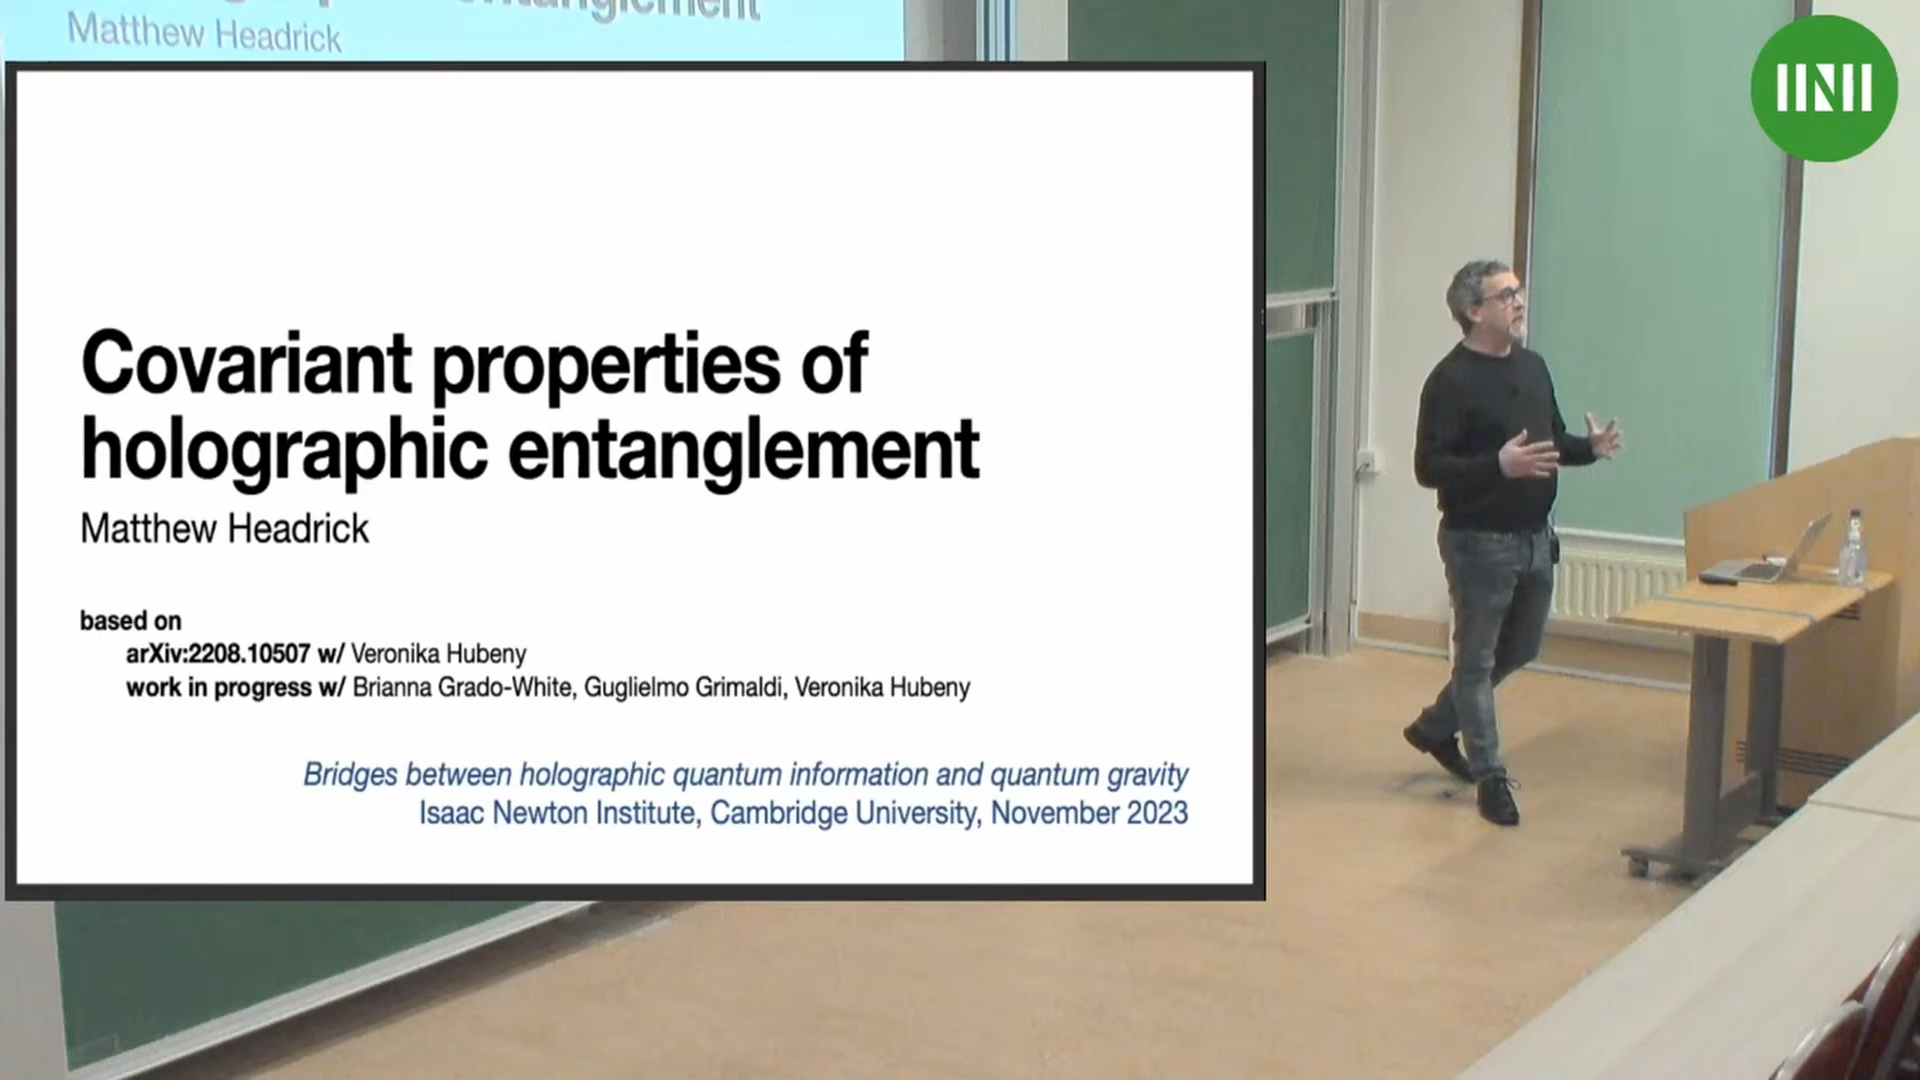 entanglement
Matthew Headrick
Covariant properties of
holographic entanglement
Matthew Headrick
based on
arXiv:2208.10507 w/ Veronika Hubeny
work in progress w/ Brianna Grado-White, Guglielmo Grimaldi, Veronika Hubeny
Bridges between holographic quantum information and quantum gravity
Isaac Newton Institute, Cambridge University, November 2023